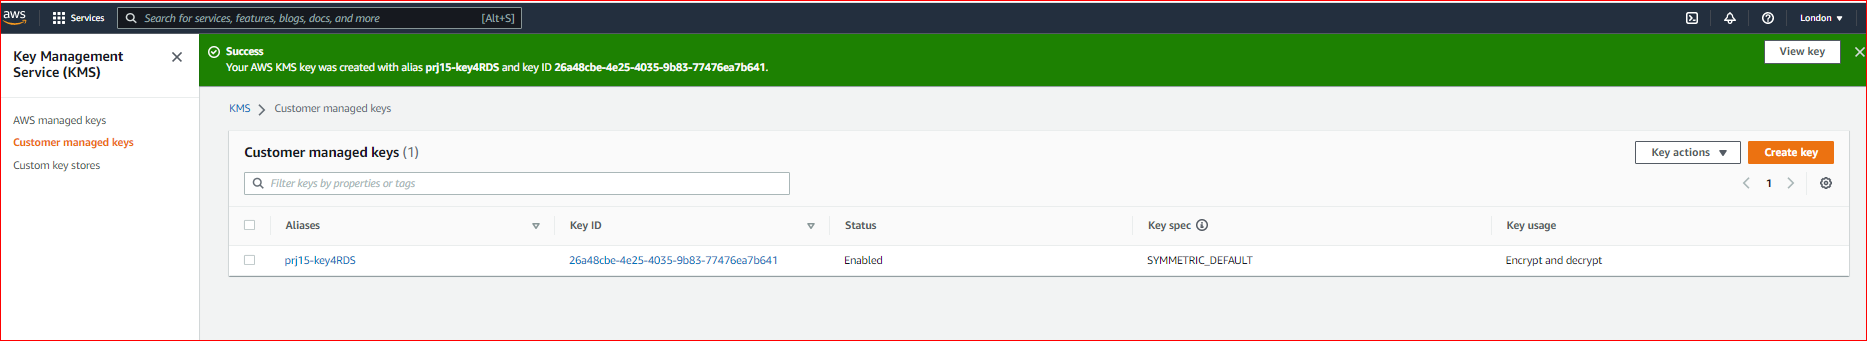 aws
Services
Search for services, features, blogs, docs, and more
[Alt+S]
London
Key Management
Service (KMS)
AWS managed keys
Customer managed keys
Custom key stores
Success
Your AWS KMS key was created with alias prj15-key4RDS and key ID 26a48cbe-4e25-4035-9b83-77476ea7b641.
View key
KMS
Customer managed keys
Customer managed keys (1)
Key actions
Create key
Filter keys by properties or tags
1
Aliases
Key ID
Status
Key spec
Key usage
prj15-key4RDS
26a48cbe-4e25-4035-9b83-77476ea7b641
Enabled
SYMMETRIC_DEFAULT
Encrypt and decrypt